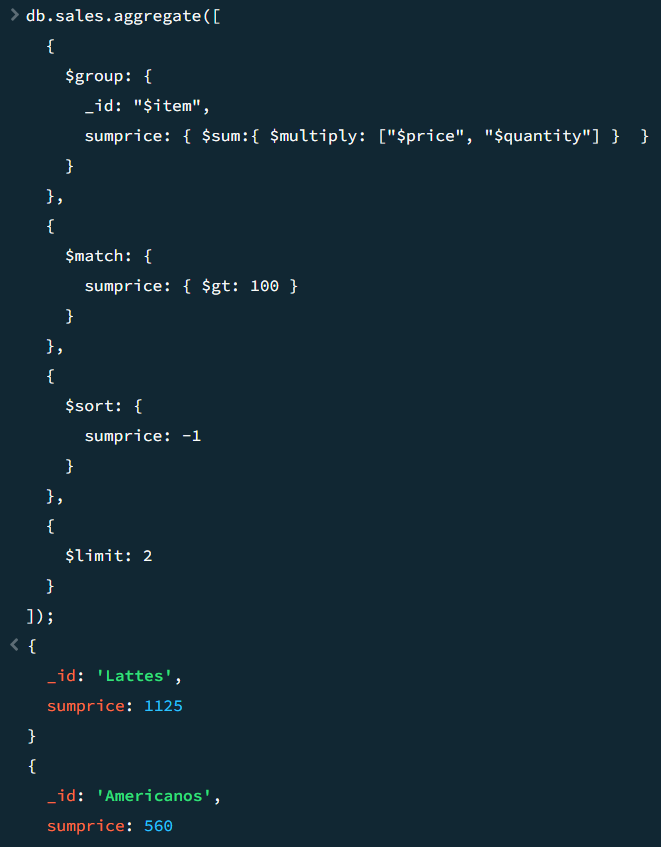 > db.sales.aggregate([
{
$group: {
_id: "$item",
sumprice: { $sum:{ $multiply: ["$price", "$quantity"] }  }
}
},
{
$match: {
sumprice: { $gt: 100 }
}
},
{
$sort: {
sumprice: -1
}
},
{
$limit: 2
}
]);
< {
_id: 'Lattes',
sumprice: 1125
}
{
_id: 'Americanos',
sumprice: 560